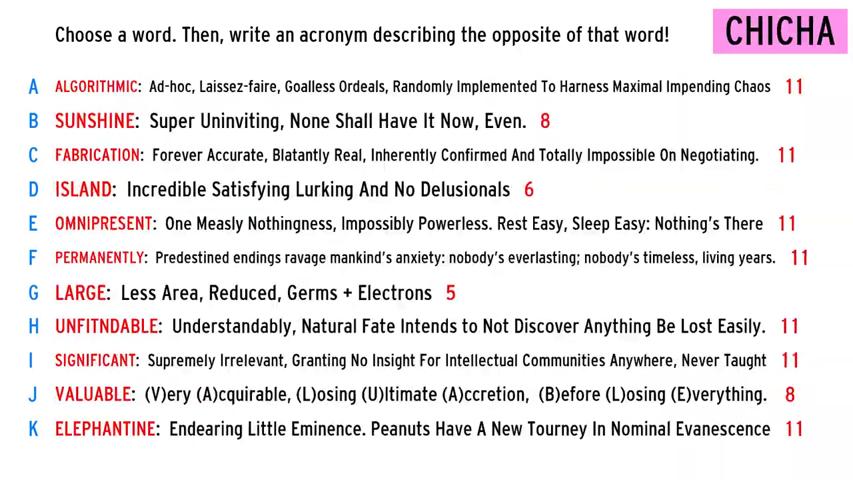 Choose a word. Then, write an acronym describing the opposite of that word!
CHICHA
A ALGORITHMIC: Ad-hoc, Laissez-faire, Goalless Ordeals, Randomly Implemented To Harness Maximal Impending Chaos 11
B SUNSHINE: Super Uninviting, None Shall Have It Now, Even. 8
C FABRICATION: Forever Accurate, Blatantly Real, Inherently Confirmed And Totally Impossible On Negotiating. 11
D ISLAND: Incredible Satisfying Lurking And No Delusionals 6
E OMNIPRESENT: One Measly Nothingness, Impossibly Powerless. Rest Easy, Sleep Easy: Nothing's There 11
F PERMANENTLY: Predestined endings ravage mankind's anxiety: nobody's everlasting; nobody's timeless, living years. 11
G LARGE: Less Area, Reduced, Germs + Electrons 5
H UNFITNDABLE: Understandably, Natural Fate Intends to Not Discover Anything Be Lost Easily. 11
I SIGNIFICANT: Supremely Irrelevant, Granting No Insight For Intellectual Communities Anywhere, Never Taught 11
J VALUABLE: (V)ery (A)cquirable, (L)osing (U)ltimate (A)ccretion, (B)efore (L)osing (E)verything. 8
K ELEPHANTINE: Endearing Little Eminence. Peanuts Have A New Tourney In Nominal Evanescence 11